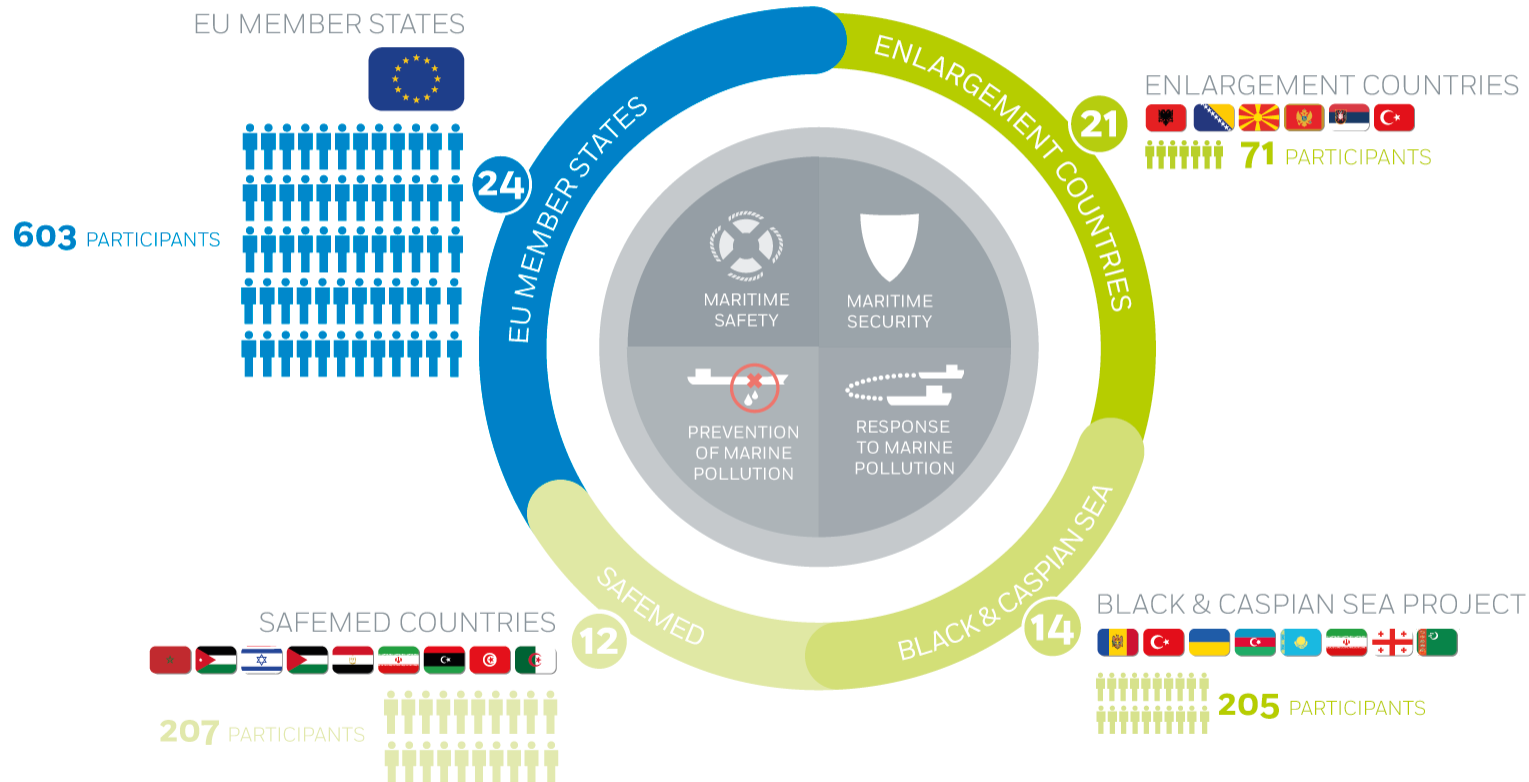 EU MEMBER STATES
603 PARTICIPANTS
24
EU MEMBER STATES
ENLARGEMENT COUNTRIES
21
ENLARGEMENT COUNTRIES
71 PARTICIPANTS
MARITIME
SAFETY
MARITIME
SECURITY
PREVENTION
OF MARINE
POLLUTION
RESPONSE
TO MARINE
POLLUTION
SAFEMED
12
BLACK & CASPIAN SEA
14
SAFEMED COUNTRIES
207 PARTICIPANTS
BLACK & CASPIAN SEA PROJECT
205 PARTICIPANTS